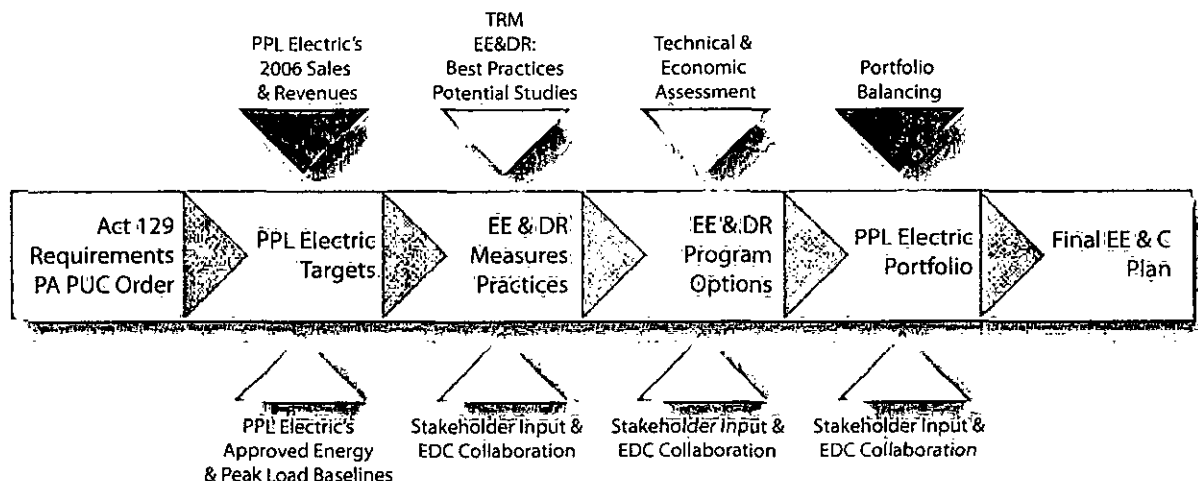 PPL Electric's
2006 Sales
& Revenues
TRM
EE&DR:
Best Practices
Potential Studies
Technical &
Economic
Assessment
Portfolio
Balancing
Act 129
Requirements
PA PUC Order
PPL Electric
Targets
EE & DR
Measures
Practices
EE & DR
Program
Options
PPL Electric
Portfolio
Final EE & C
Plan
PPL Electric's
Approved Energy
& Peak Load Baselines
Stakeholder Input &
EDC Collaboration
Stakeholder Input &
EDC Collaboration
Stakeholder Input &
EDC Collaboration